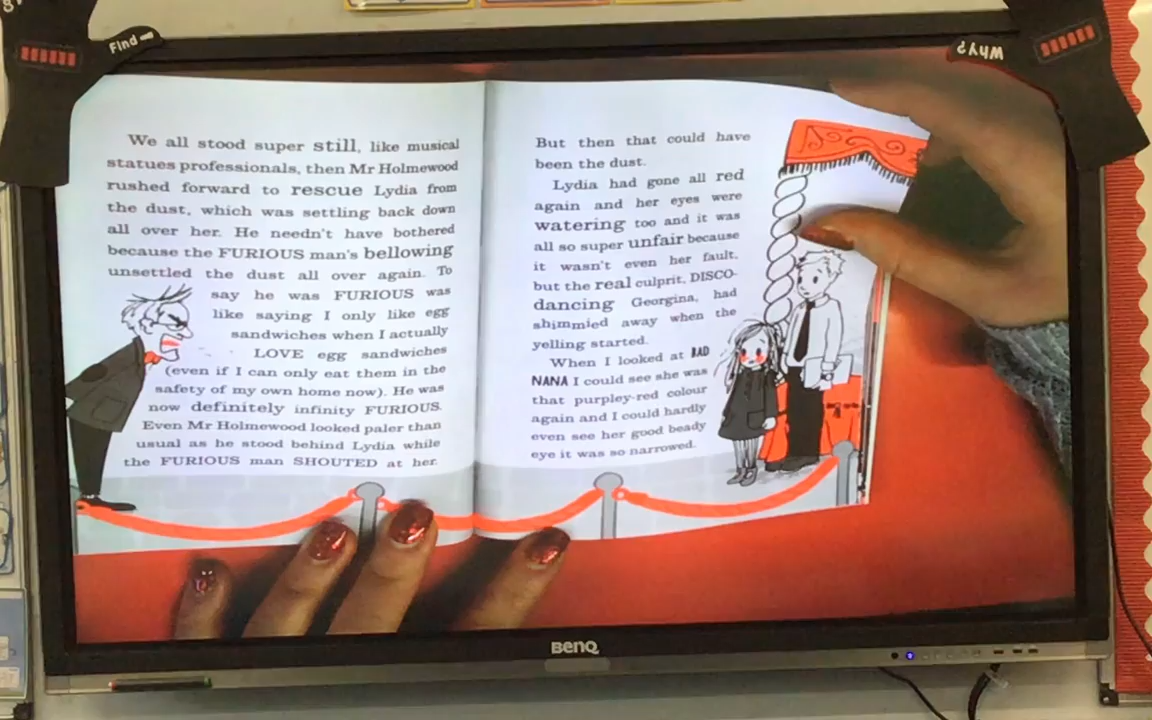 Find
Why?
We all stood super still, like musical
statues professionals, then Mr Holmewood
rushed forward to rescue Lydia from
the dust, which was settling back down
all over her. He needn't have bothered
because the FURIOUS man's bellowing
unsettled the dust all over again. To
say he was FURIOUS was
like saying I only like egg
sandwiches when I actually
LOVE egg sandwiches
(even if I can only eat them in the
safety of my own home now). He was
now definitely infinity FURIOUS.
Even Mr Holmewood looked paler than
usual as he stood behind Lydia while
the FURIOUS man SHOUTED at her.
But then that could have
been the dust.
Lydia had gone all red
again and her eyes were
watering too and it was
all so super unfair because
it wasn't even her fault,
but the real culprit, DISCO-
dancing Georgina, had
shimmied away when the
yelling started.
When I looked at BAD
NANA I could see she was
that purpley-red colour
again and I could hardly
even see her good beady
eye it was so narrowed.
BenQ